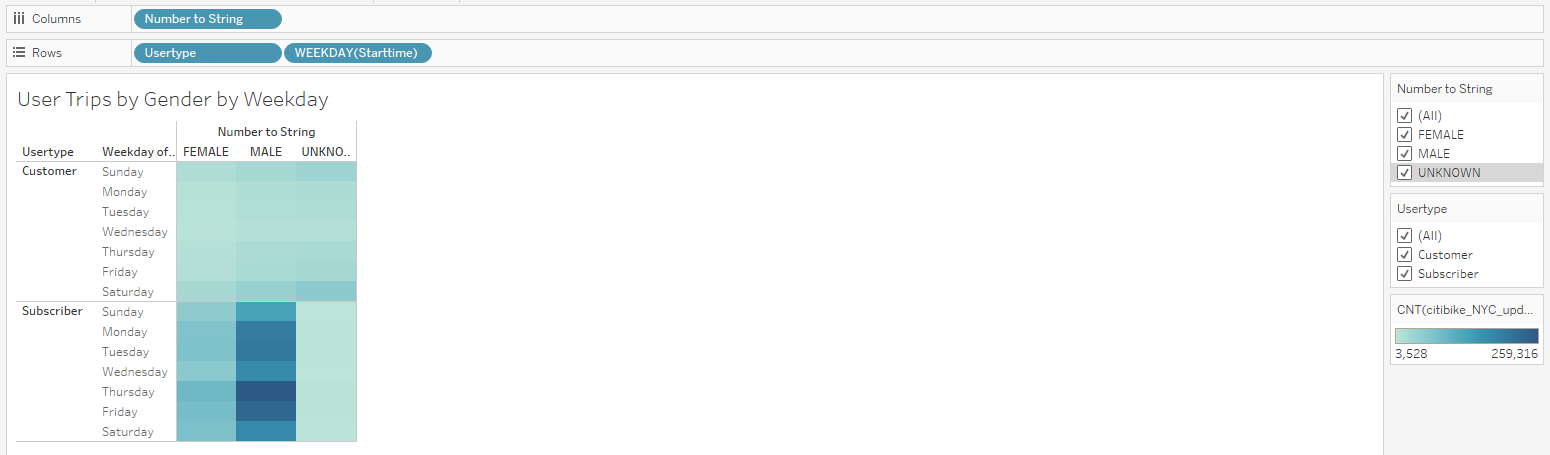 Columns Number to String
Rows Usertype WEEKDAY(Starttime)
User Trips by Gender by Weekday
Number to String
Usertype Weekday of.. FEMALE MALE UNKNO..
Customer Sunday
Monday
Tuesday
Wednesday
Thursday
Friday
Saturday
Subscriber Sunday
Monday
Tuesday
Wednesday
Thursday
Friday
Saturday
Number to String
(All)
FEMALE
MALE
UNKNOWN
Usertype
(All)
Customer
Subscriber
CNT(citibike_NYC_upd...
3,528 259,316